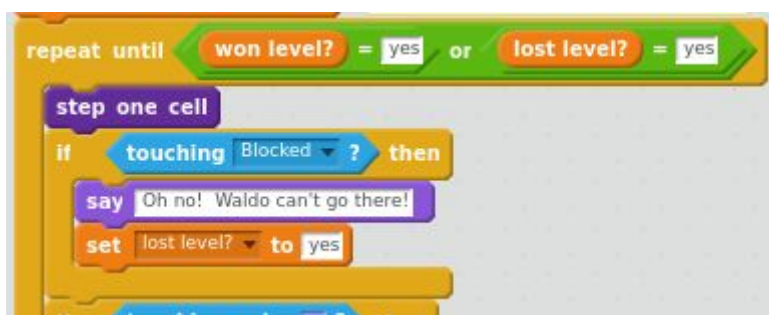 repeat until won level? = yes or lost level? = yes
step one cell
if touching Blocked ? then
say Oh no! Waldo can't go there!
set lost level? to yes